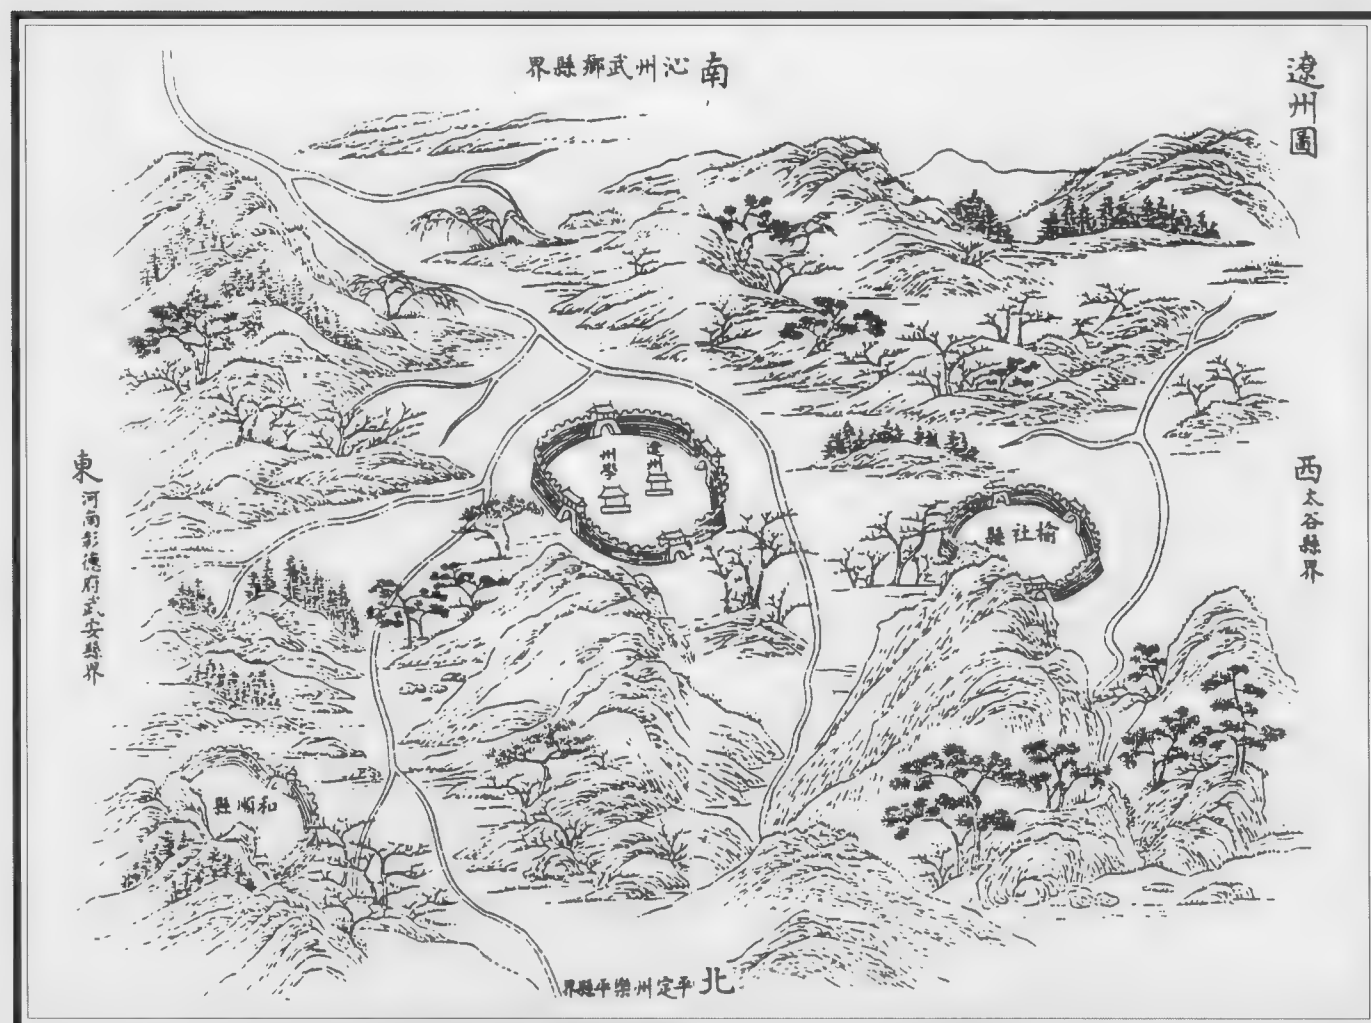 遼州圖
南 沁州武鄉縣界
西 太谷縣界
榆社縣
遼州
州學
東 河南彰德府武安縣界
和順縣
北 平定州樂平縣界